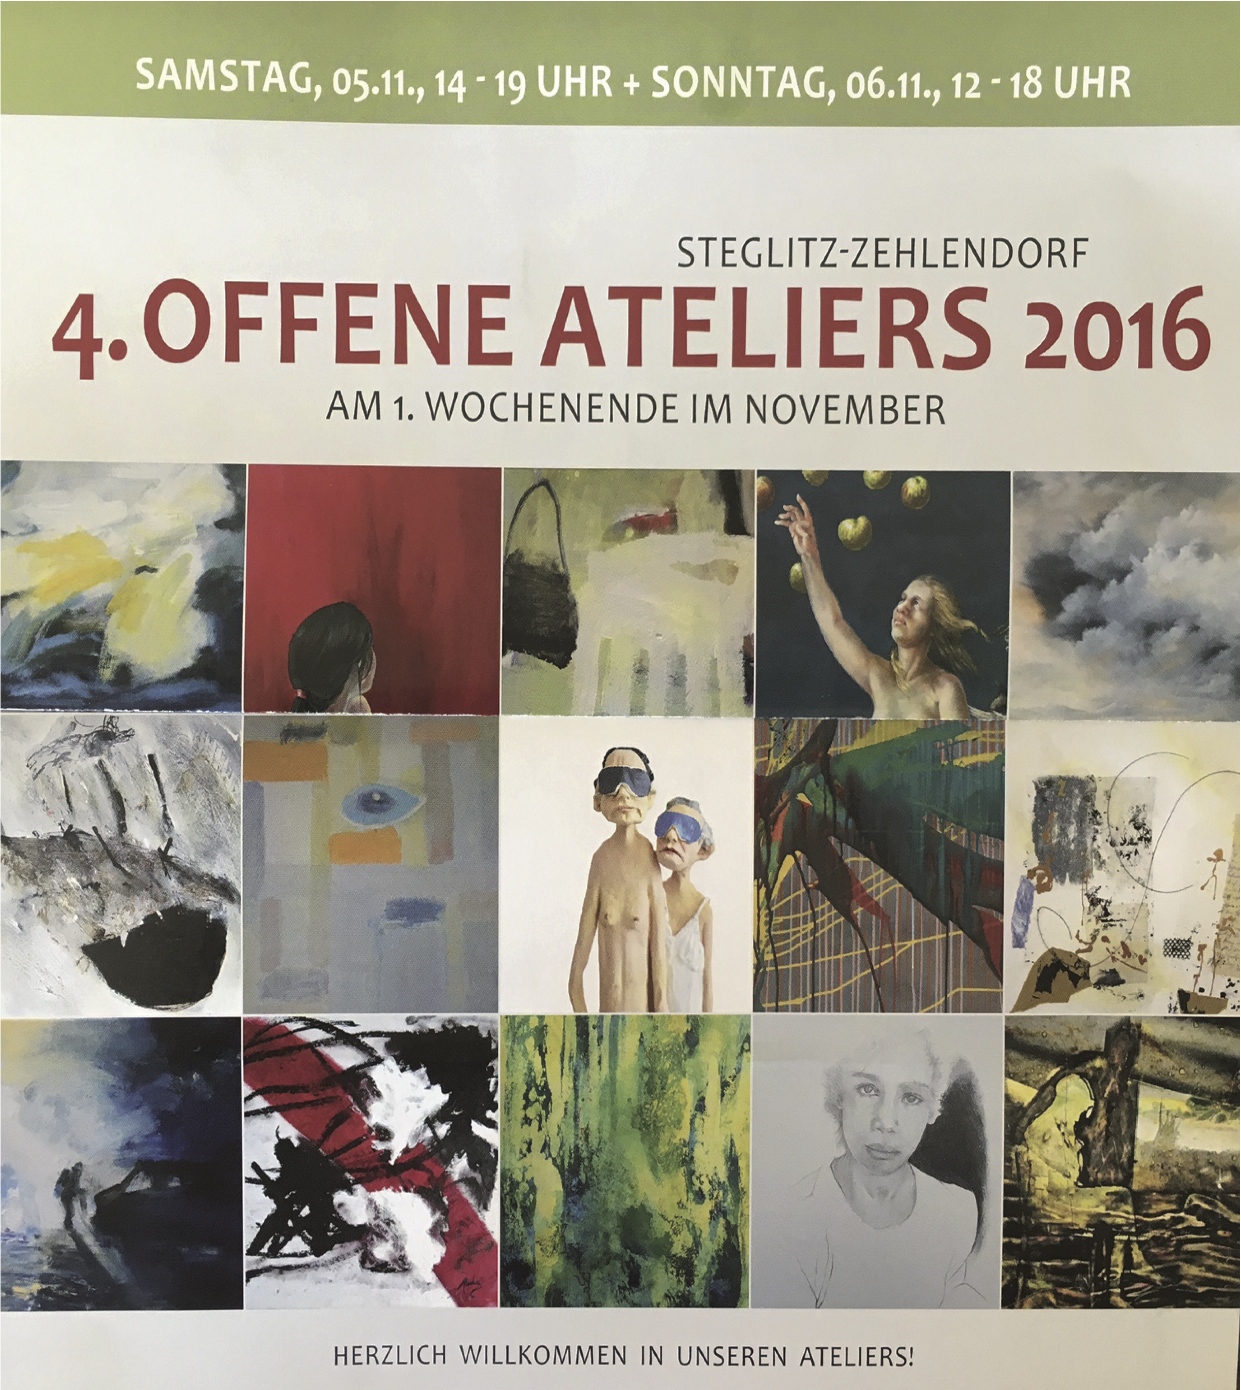 SAMSTAG, 05.11., 14 - 19 UHR + SONNTAG, 06.11., 12 - 18 UHR
STEGLITZ-ZEHLENDORF
4. OFFENE ATELIERS 2016
AM 1. WOCHENENDE IM NOVEMBER
HERZLICH WILLKOMMEN IN UNSEREN ATELIERS!